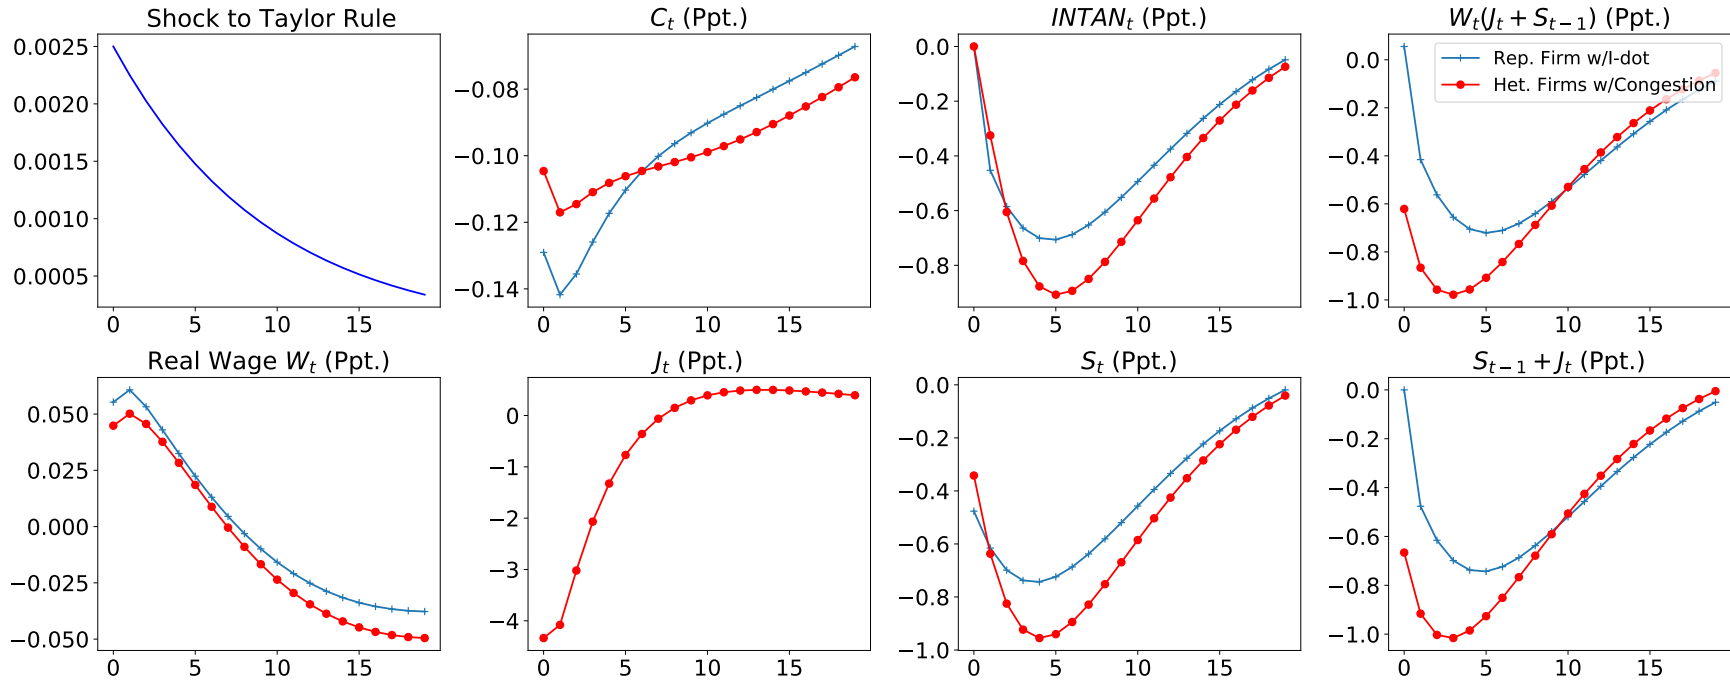 Shock to Taylor Rule
0.0025
0.0020
0.0015
0.0010
0.0005
0 5 10 15
C_t (Ppt.)
−0.08
−0.10
−0.12
−0.14
0 5 10 15
INTAN_t (Ppt.)
0.0
−0.2
−0.4
−0.6
−0.8
0 5 10 15
W_t(J_t + S_{t−1}) (Ppt.)
Rep. Firm w/I-dot
Het. Firms w/Congestion
0.0
−0.2
−0.4
−0.6
−0.8
−1.0
0 5 10 15
Real Wage W_t (Ppt.)
0.050
0.025
0.000
−0.025
−0.050
0 5 10 15
J_t (Ppt.)
0
−1
−2
−3
−4
0 5 10 15
S_t (Ppt.)
0.0
−0.2
−0.4
−0.6
−0.8
−1.0
0 5 10 15
S_{t−1} + J_t (Ppt.)
0.0
−0.2
−0.4
−0.6
−0.8
−1.0
0 5 10 15